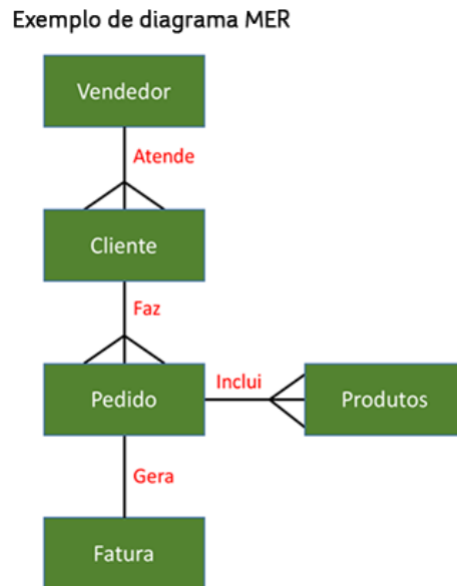 Exemplo de diagrama MER
Vendedor
Atende
Cliente
Faz
Pedido
Inclui
Produtos
Gera
Fatura